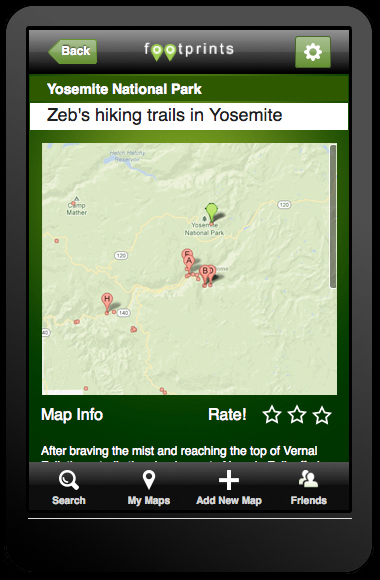 Back
footprints
Yosemite National Park
Zeb's hiking trails in Yosemite
Hetch Hetchy
Reservoir
Camp
Mather
120
Yosemite
National Park
120
E
A
B
D
H
140
40
Map Info
Rate!
After braving the mist and reaching the top of Vernal
Search
My Maps
Add New Map
Friends